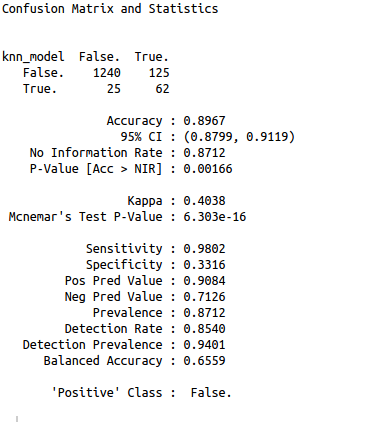 Confusion Matrix and Statistics
knn_model  False.  True.
   False.    1240    125
   True.       25     62
Accuracy : 0.8967
95% CI : (0.8799, 0.9119)
No Information Rate : 0.8712
P-Value [Acc > NIR] : 0.00166
Kappa : 0.4038
Mcnemar's Test P-Value : 6.303e-16
Sensitivity : 0.9802
Specificity : 0.3316
Pos Pred Value : 0.9084
Neg Pred Value : 0.7126
Prevalence : 0.8712
Detection Rate : 0.8540
Detection Prevalence : 0.9401
Balanced Accuracy : 0.6559
'Positive' Class :  False.